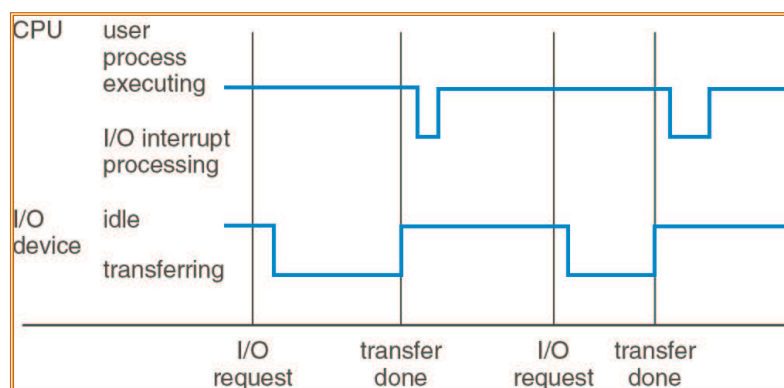 CPU
user
process
executing
I/O interrupt
processing
I/O
device
idle
transferring
I/O
request
transfer
done
I/O
request
transfer
done